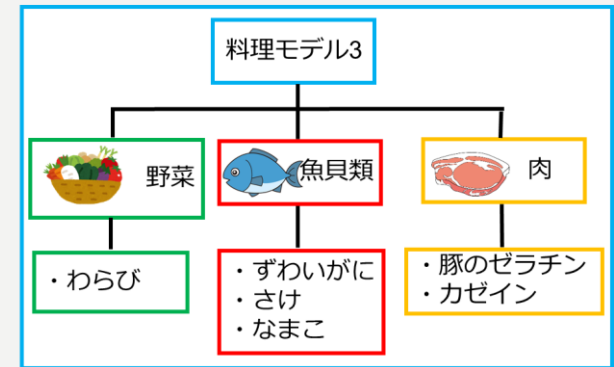 料理モデル3
野菜
魚貝類
肉
・わらび
・ずわいがに
・さけ
・なまこ
・豚のゼラチン
・カゼイン